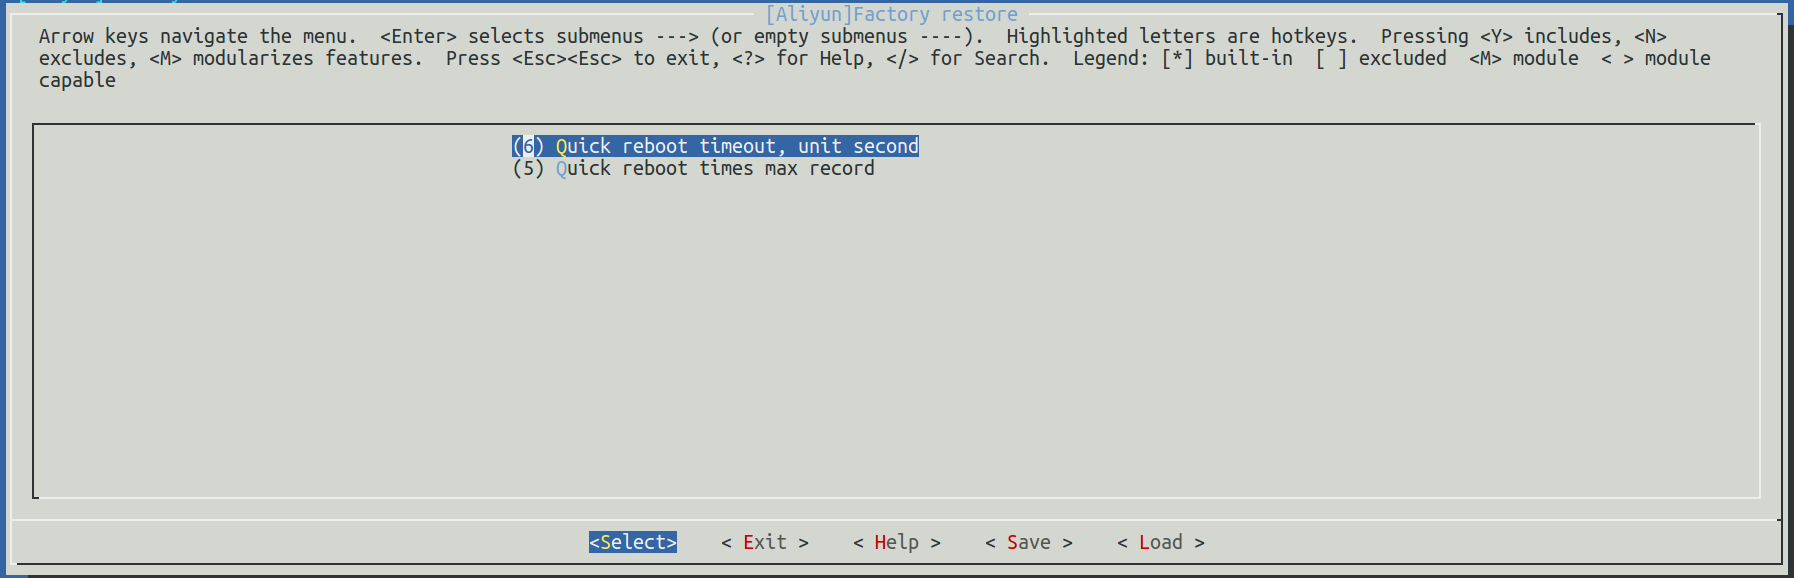 [Aliyun]Factory restore
Arrow keys navigate the menu.  <Enter> selects submenus ---> (or empty submenus ----).  Highlighted letters are hotkeys.  Pressing <Y> includes, <N>
excludes, <M> modularizes features.  Press <Esc><Esc> to exit, <?> for Help, </> for Search.  Legend: [*] built-in  [ ] excluded  <M> module  < > module
capable
(6) Quick reboot timeout, unit second
(5) Quick reboot times max record
<Select>    < Exit >    < Help >    < Save >    < Load >